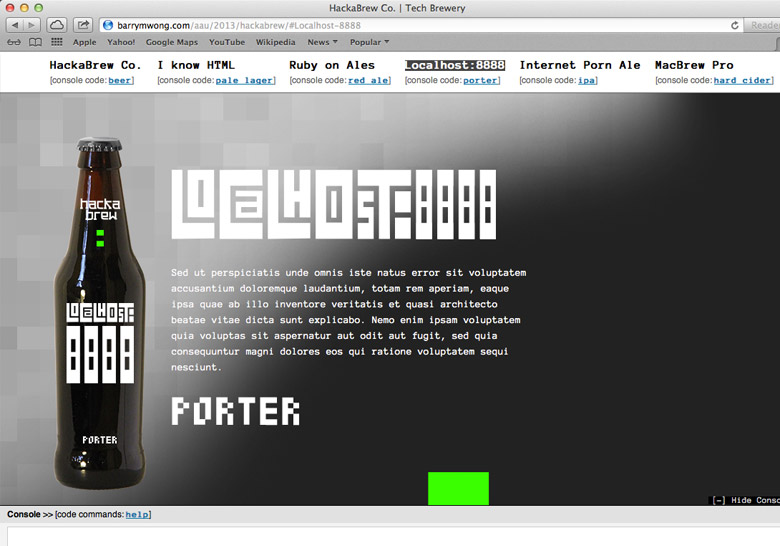 HackaBrew Co. | Tech Brewery
barrymwong.com/aau/2013/hackabrew/#Localhost-8888
Reade
Apple Yahoo! Google Maps YouTube Wikipedia News Popular
HackaBrew Co. I know HTML Ruby on Ales Localhost:8888 Internet Porn Ale MacBrew Pro
[console code: beer] [console code: pale lager] [console code: red ale] [console code: porter] [console code: ipa] [console code: hard cider]
hacka
brew
:
LOCALHOST:
8888
PORTER
LOCALHOST:8888
Sed ut perspiciatis unde omnis iste natus error sit voluptatem
accusantium doloremque laudantium, totam rem aperiam, eaque
ipsa quae ab illo inventore veritatis et quasi architecto
beatae vitae dicta sunt explicabo. Nemo enim ipsam voluptatem
quia voluptas sit aspernatur aut odit aut fugit, sed quia
consequuntur magni dolores eos qui ratione voluptatem sequi
nesciunt.
PORTER
[-] Hide Conso
Console >> [code commands: help]